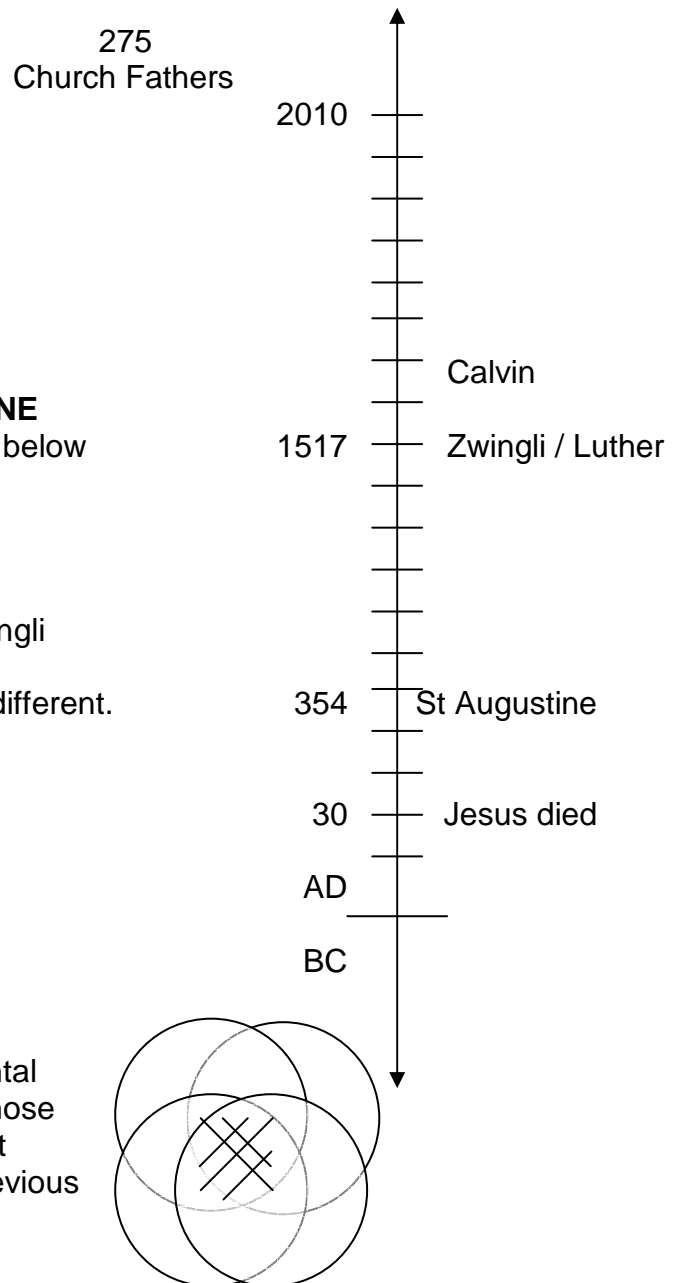 275
Church Fathers
2010
Calvin
NE
below
1517
Zwingli / Luther
ngli
different.
354
St Augustine
30
Jesus died
AD
BC
ntal
nose
t
evious